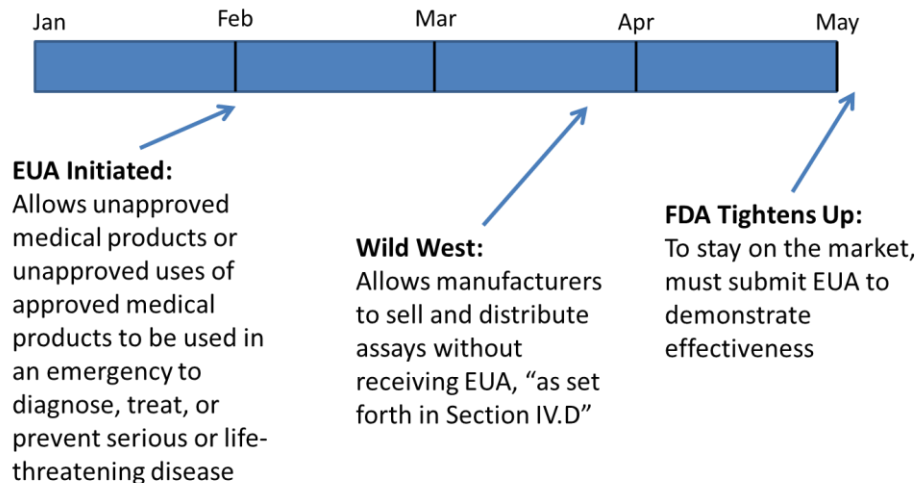 Jan Feb Mar Apr May
EUA Initiated:
Allows unapproved
medical products or
unapproved uses of
approved medical
products to be used in
an emergency to
diagnose, treat, or
prevent serious or life-
threatening disease
Wild West:
Allows manufacturers
to sell and distribute
assays without
receiving EUA, “as set
forth in Section IV.D”
FDA Tightens Up:
To stay on the market,
must submit EUA to
demonstrate
effectiveness